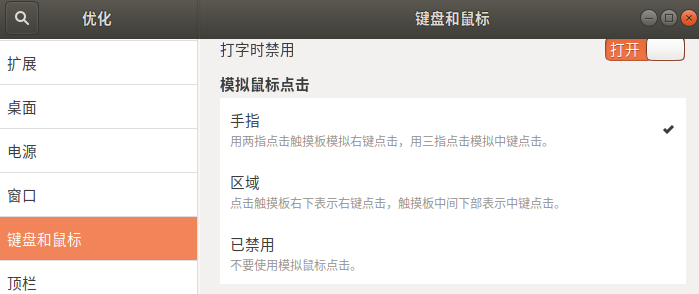 优化
键盘和鼠标
扩展
桌面
电源
窗口
键盘和鼠标
顶栏
打字时禁用
打开
模拟鼠标点击
手指
用两指点击触摸板模拟右键点击，用三指点击模拟中键点击。
区域
点击触摸板右下表示右键点击，触摸板中间下部表示中键点击。
已禁用
不要使用模拟鼠标点击。